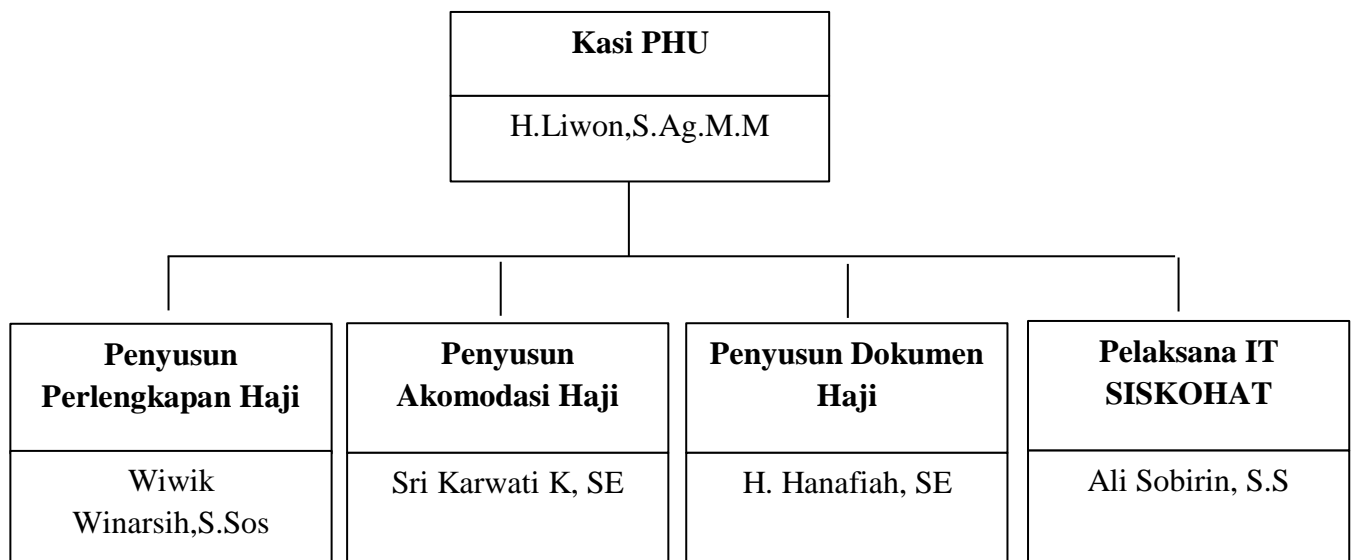 Kasi PHU
H.Liwon,S.Ag.M.M
Penyusun
Perlengkapan Haji
Wiwik
Winarsih,S.Sos
Penyusun
Akomodasi Haji
Sri Karwati K, SE
Penyusun Dokumen
Haji
H. Hanafiah, SE
Pelaksana IT
SISKOHAT
Ali Sobirin, S.S